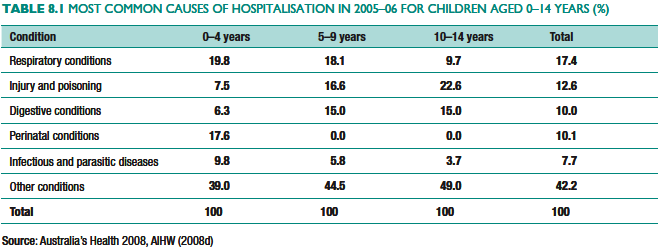 TABLE 8.1 MOST COMMON CAUSES OF HOSPITALISATION IN 2005–06 FOR CHILDREN AGED 0–14 YEARS (%)
Condition 0–4 years 5–9 years 10–14 years Total
Respiratory conditions 19.8 18.1 9.7 17.4
Injury and poisoning 7.5 16.6 22.6 12.6
Digestive conditions 6.3 15.0 15.0 10.0
Perinatal conditions 17.6 0.0 0.0 10.1
Infectious and parasitic diseases 9.8 5.8 3.7 7.7
Other conditions 39.0 44.5 49.0 42.2
Total 100 100 100 100
Source: Australia's Health 2008, AIHW (2008d)